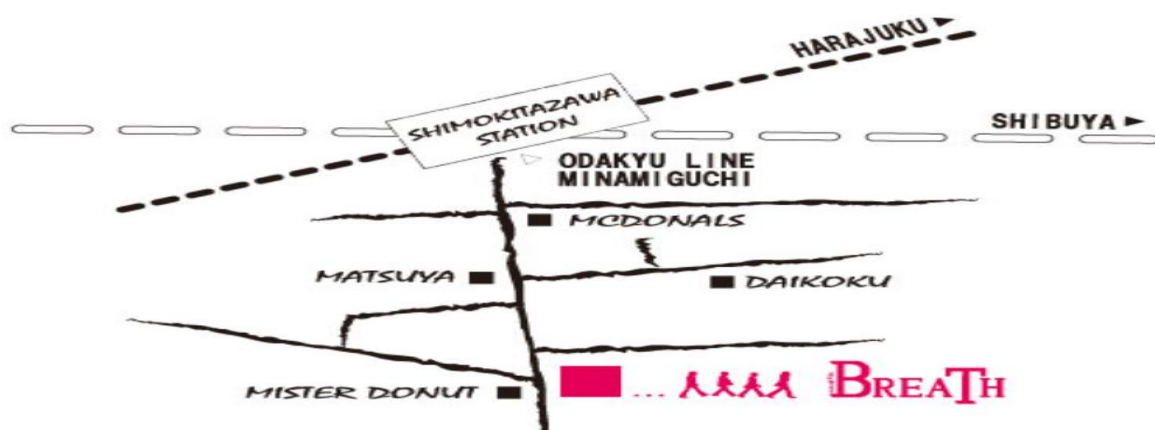 HARAJUKU
SHIMOKITAZAWA
STATION
SHIBUYA
ODAKYU LINE
MINAMIGUCHI
MCDONALS
MATSUYA
DAIKOKU
MISTER DONUT
... BREATH